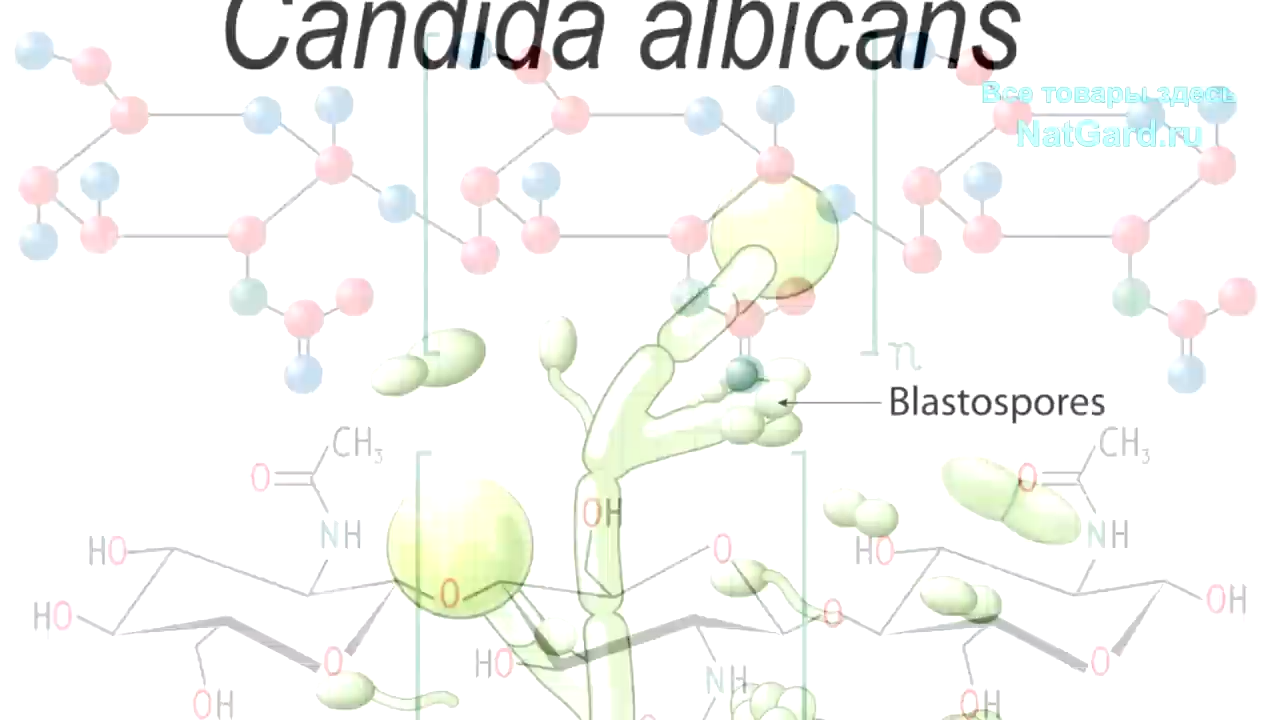 Candida albicans
Все товары здесь
NatGard.ru
n
Blastospores
CH3
CH3
O
O
OH
NH
NH
HO
O
HO
O
OH
HO
O
O
HO
O
NH
OH
OH